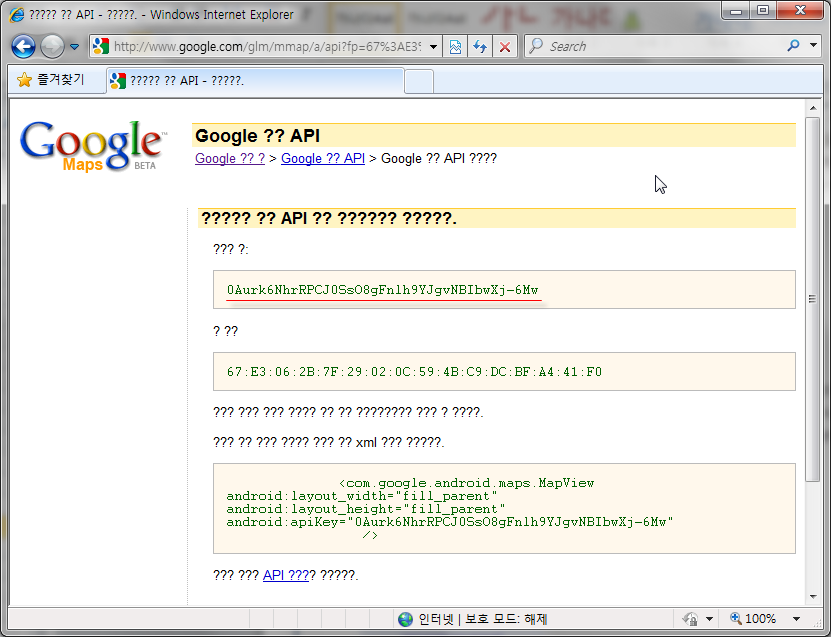 ????? ?? API - ?????. - Windows Internet Explorer
http://www.google.com/glm/mmap/a/api?fp=67%3AE3%
Search
즐겨찾기
????? ?? API - ?????.
Google™
Maps BETA
Google ?? API
Google ?? ? > Google ?? API > Google ?? API ????
????? ?? API ?? ?????? ?????.
??? ?:
0Aurk6NhrRPCJ0SsO8gFnlh9YJgvNBIbwXj-6Mw
? ??
67:E3:06:2B:7F:29:02:0C:59:4B:C9:DC:BF:A4:41:F0
??? ??? ??? ???? ?? ?? ???????? ??? ? ????.
??? ?? ??? ???? ??? ?? xml ??? ?????.
<com.google.android.maps.MapView
android:layout_width="fill_parent"
android:layout_height="fill_parent"
android:apiKey="0Aurk6NhrRPCJ0SsO8gFnlh9YJgvNBIbwXj-6Mw"
/>
??? ??? API ???? ?????.
인터넷 | 보호 모드: 해제
100%